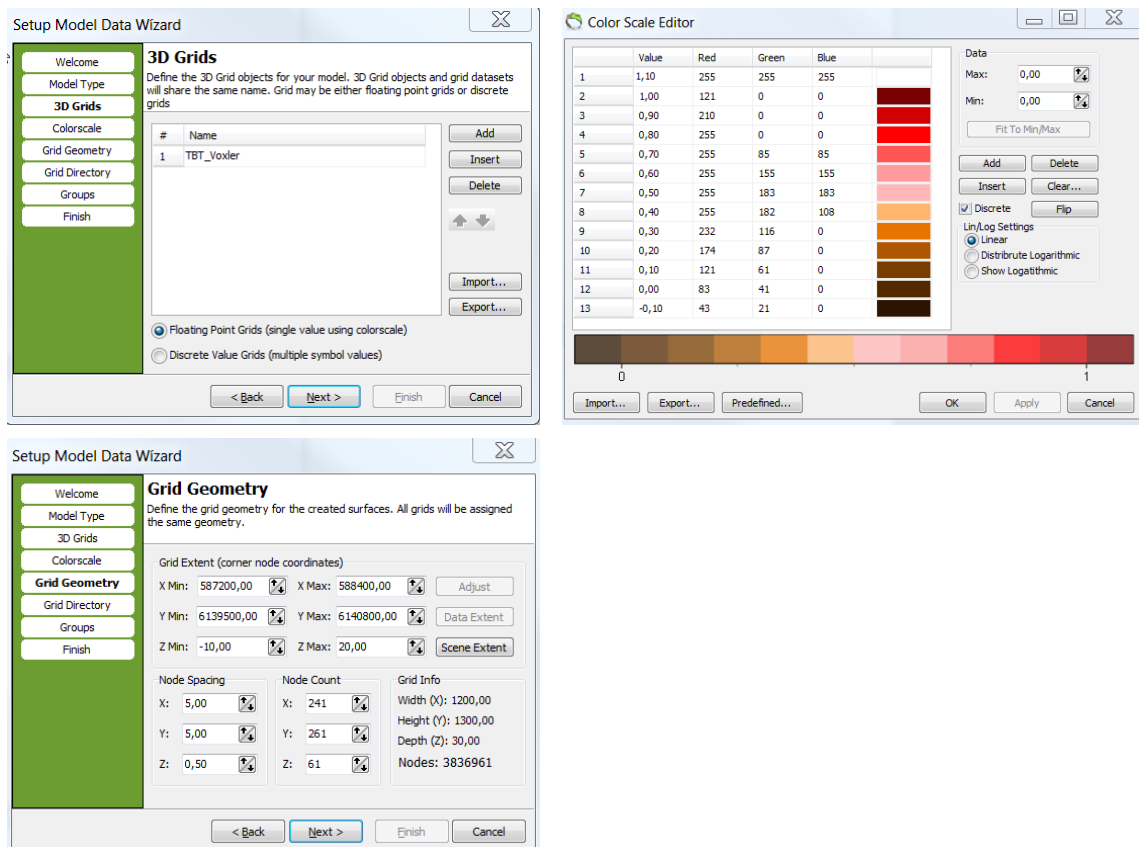 Setup Model Data Wizard
Welcome
Model Type
3D Grids
Colorscale
Grid Geometry
Grid Directory
Groups
Finish
3D Grids
Define the 3D Grid objects for your model. 3D Grid objects and grid datasets
will share the same name. Grid may be either floating point grids or discrete
grids
# Name
1 TBT_Voxler
Add
Insert
Delete
Import...
Export...
Floating Point Grids (single value using colorscale)
Discrete Value Grids (multiple symbol values)
< Back Next > Finish Cancel
Color Scale Editor
Value Red Green Blue
1 1,10 255 255 255
2 1,00 121 0 0
3 0,90 210 0 0
4 0,80 255 0 0
5 0,70 255 85 85
6 0,60 255 155 155
7 0,50 255 183 183
8 0,40 255 182 108
9 0,30 232 116 0
10 0,20 174 87 0
11 0,10 121 61 0
12 0,00 83 41 0
13 -0,10 43 21 0
Data
Max: 0,00
Min: 0,00
Fit To Min/Max
Add Delete
Insert Clear...
Discrete Flip
Lin/Log Settings
Linear
Distribrute Logarithmic
Show Logatithmic
0 1
Import... Export... Predefined... OK Apply Cancel
Setup Model Data Wizard
Welcome
Model Type
3D Grids
Colorscale
Grid Geometry
Grid Directory
Groups
Finish
Grid Geometry
Define the grid geometry for the created surfaces. All grids will be assigned
the same geometry.
Grid Extent (corner node coordinates)
X Min: 587200,00 X Max: 588400,00 Adjust
Y Min: 6139500,00 Y Max: 6140800,00 Data Extent
Z Min: -10,00 Z Max: 20,00 Scene Extent
Node Spacing
X: 5,00
Y: 5,00
Z: 0,50
Node Count
X: 241
Y: 261
Z: 61
Grid Info
Width (X): 1200,00
Height (Y): 1300,00
Depth (Z): 30,00
Nodes: 3836961
< Back Next > Finish Cancel